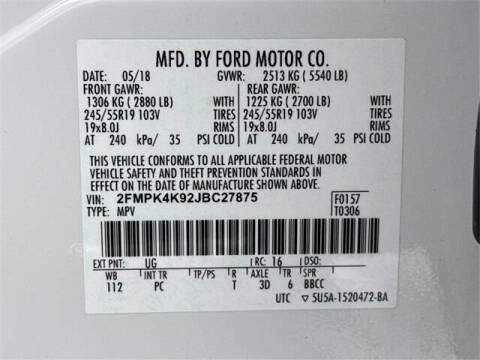 MFD. BY FORD MOTOR CO.
DATE: 05/18 GVWR: 2513 KG ( 5540 LB)
FRONT GAWR: REAR GAWR:
1306 KG ( 2880 LB) WITH 1225 KG ( 2700 LB) WITH
245/55R19 103V TIRES 245/55R19 103V TIRES
19x8.0J RIMS 19x8.0J RIMS
AT 240 kPa/ 35 PSI COLD AT 240 kPa/ 35 PSI COLD
THIS VEHICLE CONFORMS TO ALL APPLICABLE FEDERAL MOTOR
VEHICLE SAFETY AND THEFT PREVENTION STANDARDS IN
EFFECT ON THE DATE OF MANUFACTURE SHOWN ABOVE.
VIN: 2FMPK4K92JBC27875 F0157
TYPE: MPV T0306
EXT PNT: UG RC: 16 DSO:
WB INT TR TP/PS R AXLE TR SPR
112 PC T 3D 6 BBCC
UTC ▽ 5U5A-1520472-BA